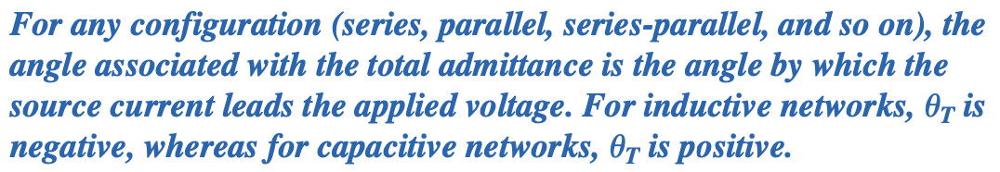 For any configuration (series, parallel, series-parallel, and so on), the
angle associated with the total admittance is the angle by which the
source current leads the applied voltage. For inductive networks, θT is
negative, whereas for capacitive networks, θT is positive.